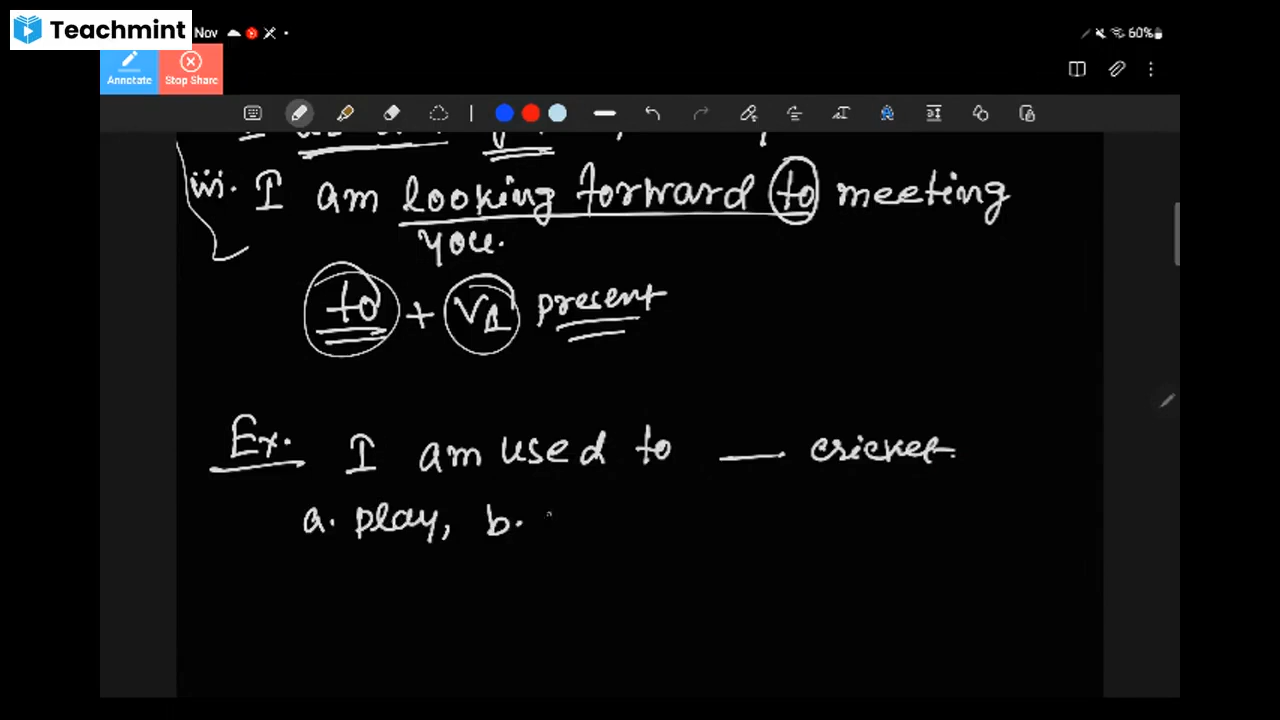 Teachmint
Nov
60%
Annotate
Stop Share
iii. I am looking forward to meeting
you.
to + V1 present
Ex. I am used to ___ cricket.
a. play, b.